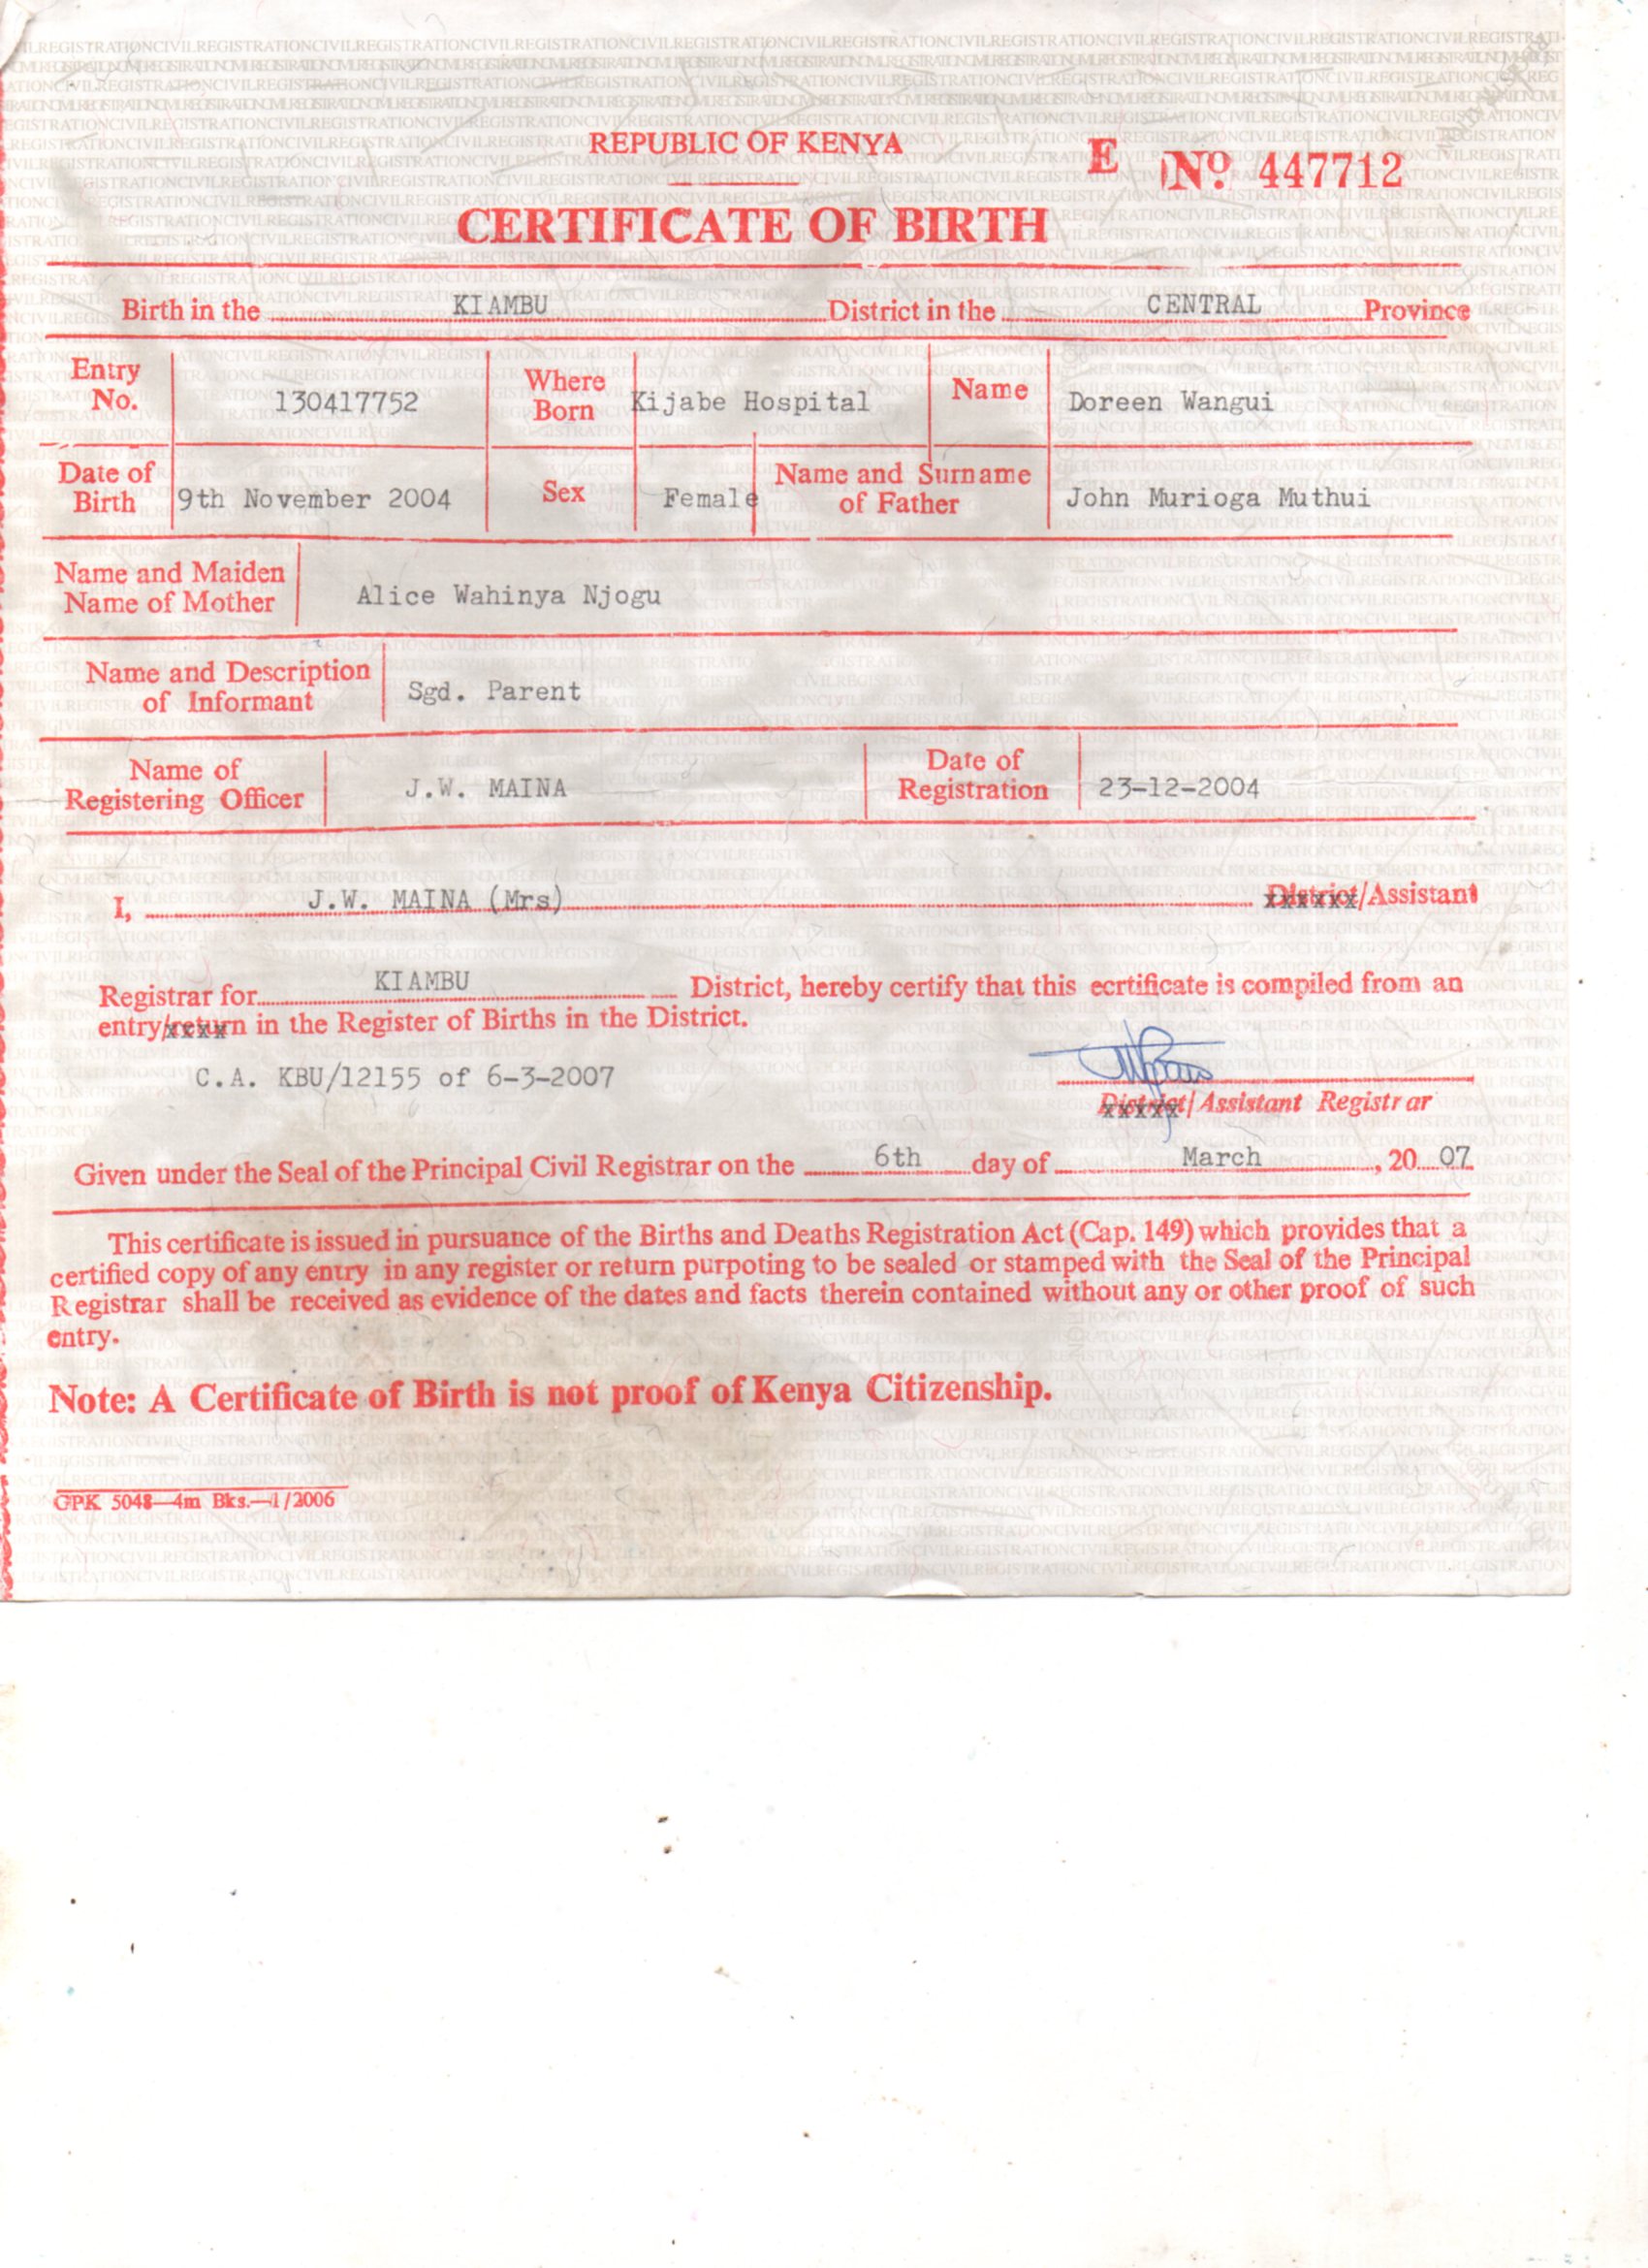 REPUBLIC OF KENYA
E No. 447712
CERTIFICATE OF BIRTH
Birth in the KIAMBU District in the CENTRAL Province
Entry No. 130417752 Where Born Kijabe Hospital Name Doreen Wangui
Date of Birth 9th November 2004 Sex Female Name and Surname of Father John Murioga Muthui
Name and Maiden Name of Mother Alice Wahinya Njogu
Name and Description of Informant Sgd. Parent
Name of Registering Officer J.W. MAINA Date of Registration 23-12-2004
I, J.W. MAINA (Mrs) District/Assistant
Registrar for KIAMBU District, hereby certify that this ecrtificate is compiled from an
entry/return in the Register of Births in the District.
C.A. KBU/12155 of 6-3-2007
District/Assistant Registrar
Given under the Seal of the Principal Civil Registrar on the 6th day of March, 20 07
This certificate is issued in pursuance of the Births and Deaths Registration Act (Cap. 149) which provides that a
certified copy of any entry in any register or return purpoting to be sealed or stamped with the Seal of the Principal
Registrar shall be received as evidence of the dates and facts therein contained without any or other proof of such
entry.
Note: A Certificate of Birth is not proof of Kenya Citizenship.
GPK 5048—4m Bks.—1/2006